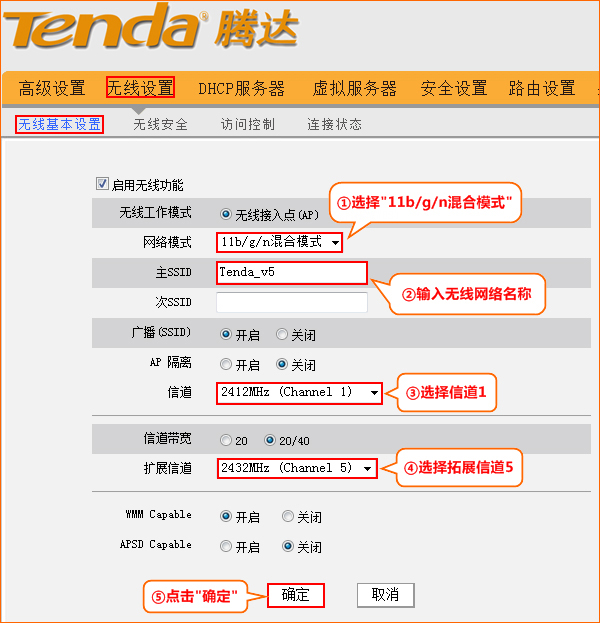 Tenda®腾达
高级设置 无线设置 DHCP服务器 虚拟服务器 安全设置 路由设置
无线基本设置 无线安全 访问控制 连接状态
启用无线功能
无线工作模式 无线接入点(AP)
①选择"11b/g/n混合模式"
网络模式 11b/g/n混合模式
主SSID Tenda_v5
②输入无线网络名称
次SSID
广播(SSID) 开启 关闭
AP 隔离 开启 关闭
信道 2412MHz (Channel 1)
③选择信道1
信道带宽 20 20/40
扩展信道 2432MHz (Channel 5)
④选择拓展信道5
WMM Capable 开启 关闭
APSD Capable 开启 关闭
⑤点击"确定" 确定 取消